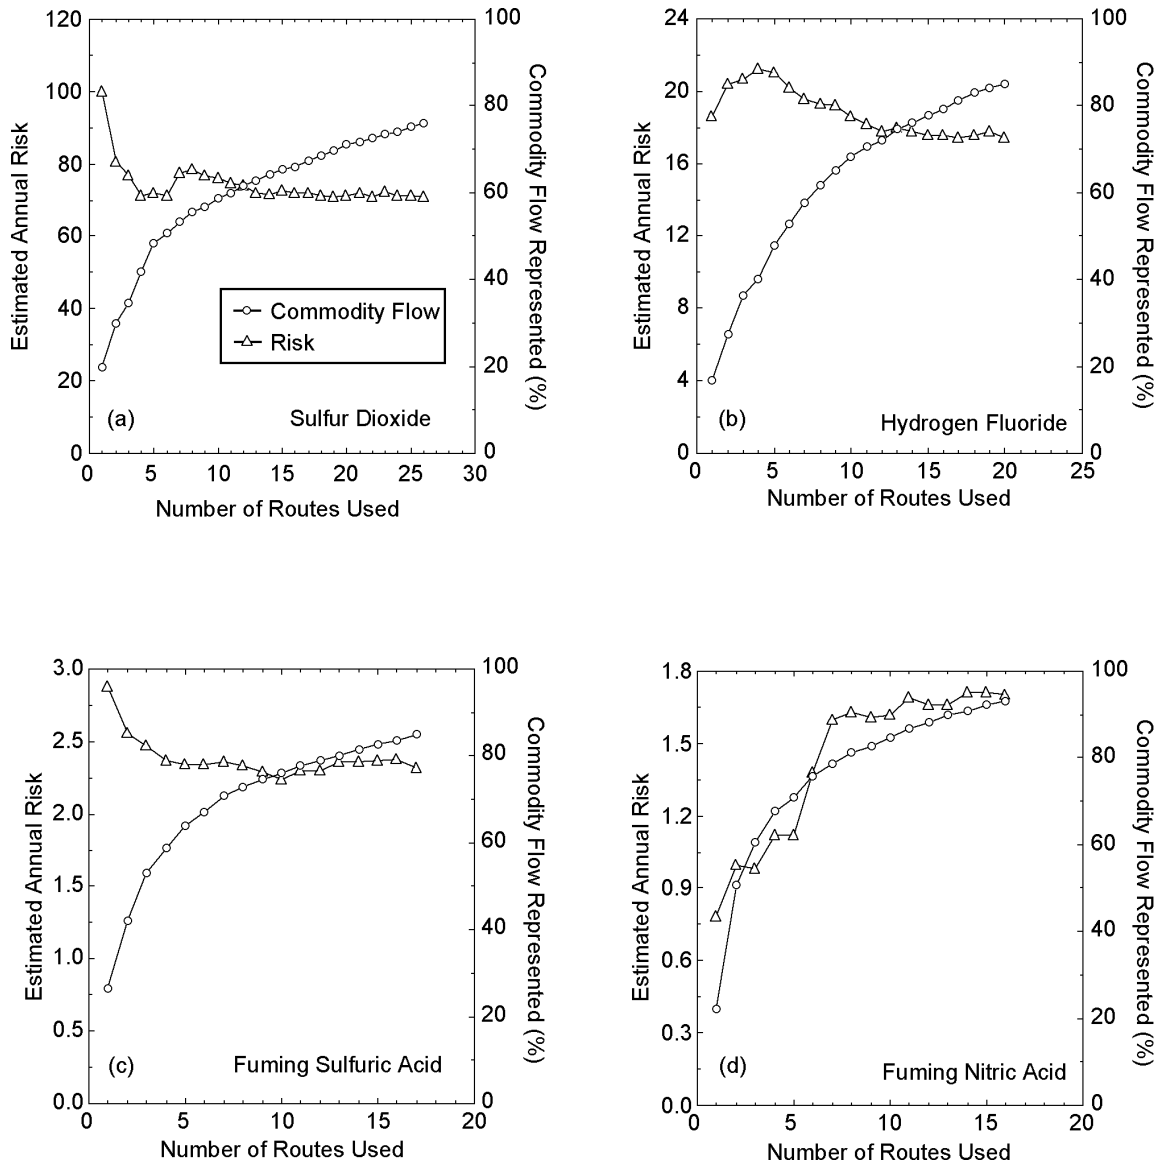 120
100
80
60
40
20
0
Estimated Annual Risk
100
80
60
40
20
0
Commodity Flow Represented (%)
Commodity Flow
Risk
(a)
Sulfur Dioxide
0 5 10 15 20 25 30
Number of Routes Used
24
20
16
12
8
4
0
Estimated Annual Risk
100
80
60
40
20
0
Commodity Flow Represented (%)
(b)
Hydrogen Fluoride
0 5 10 15 20 25
Number of Routes Used
3.0
2.5
2.0
1.5
1.0
0.5
0.0
Estimated Annual Risk
100
80
60
40
20
0
Commodity Flow Represented (%)
(c)
Fuming Sulfuric Acid
0 5 10 15 20
Number of Routes Used
1.8
1.5
1.2
0.9
0.6
0.3
0.0
Estimated Annual Risk
100
80
60
40
20
0
Commodity Flow Represented (%)
(d)
Fuming Nitric Acid
0 5 10 15 20
Number of Routes Used